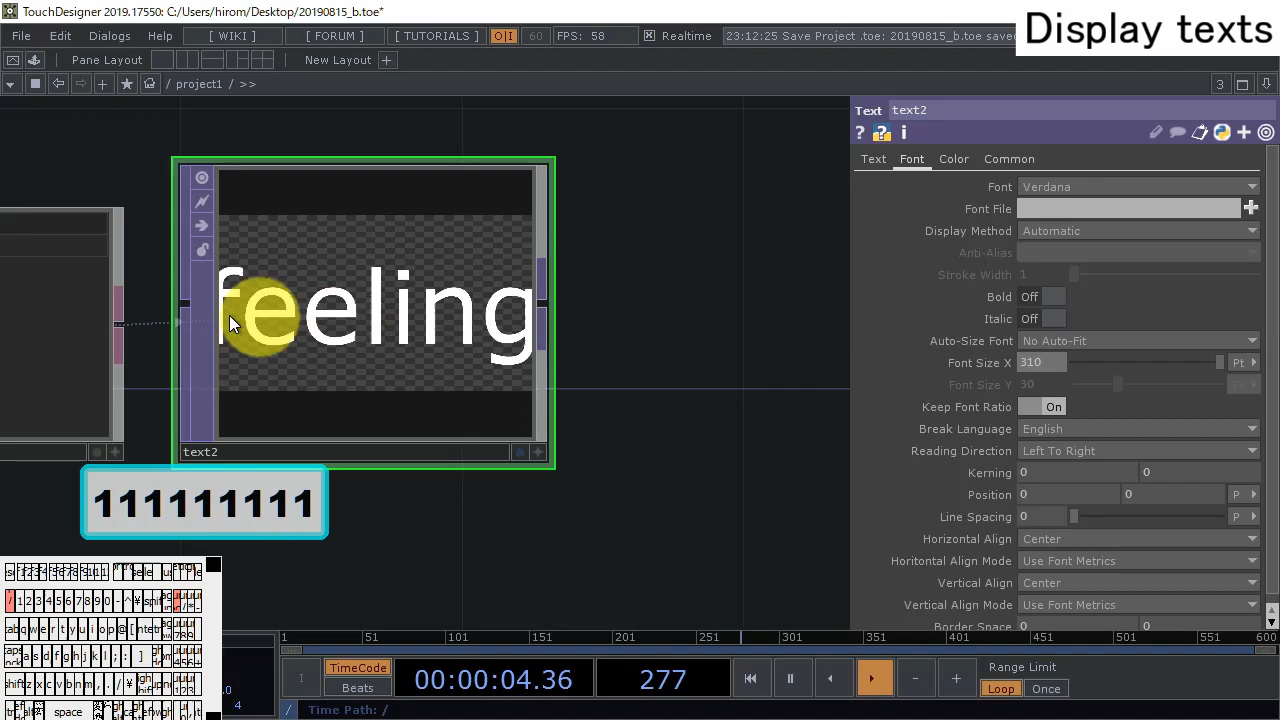 TouchDesigner 2019.17550: C:/Users/hirom/Desktop/20190815_b.toe*
Display texts
File Edit Dialogs Help [ WIKI ] [ FORUM ] [ TUTORIALS ] O|I 60 FPS: 58 Realtime 23:12:25 Save Project .toe: 20190815_b.toe save
Pane Layout New Layout +
/ project1 / >> 3
Text text2
? ? i
Text Font Color Common
Font Verdana
Font File
Display Method Automatic
Anti-Alias
Stroke Width 1
Bold Off
Italic Off
Auto-Size Font No Auto-Fit
Font Size X 310 Pt
Font Size Y 30
Keep Font Ratio On
Break Language English
Reading Direction Left To Right
Kerning 0 0
Position 0 0 P
Line Spacing 0 P
Horizontal Align Center
Horitontal Align Mode Use Font Metrics
Vertical Align Center
Vertical Align Mode Use Font Metrics
Border Space 0 0
feeling
text2
111111111
1 51 101 151 201 251 301 351 401 451 501 551 600
TimeCode
Beats
00:00:04.36
277
Range Limit
Loop Once
/ Time Path: /
4
space